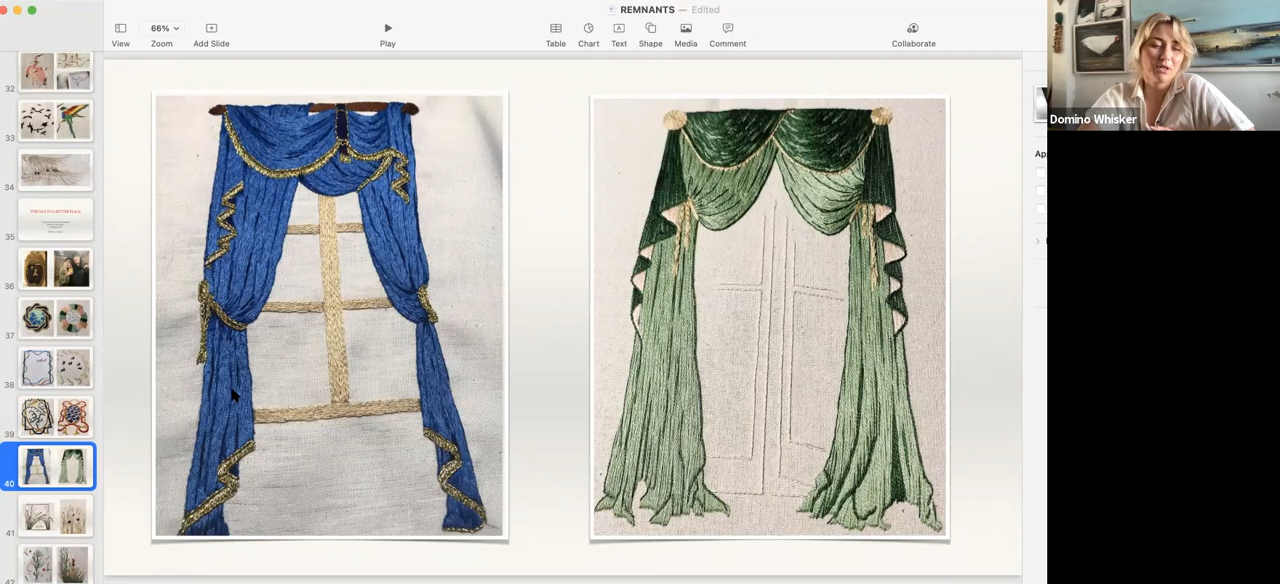 REMNANTS — Edited
66%
View
Zoom
Add Slide
Play
Table
Chart
Text
Shape
Media
Comment
Collaborate
Domino Whisker
32
33
34
35
36
37
38
39
40
41